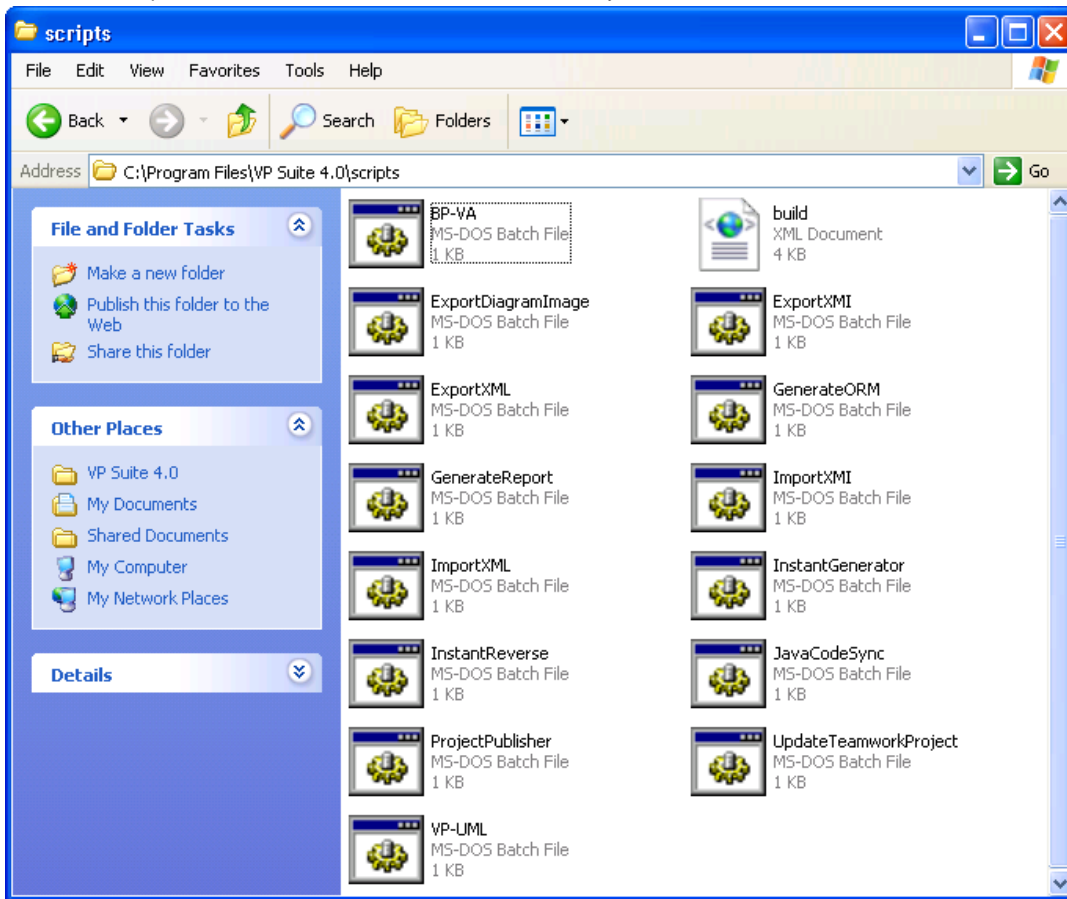 scripts
File Edit View Favorites Tools Help
Back Search Folders
Address C:\Program Files\VP Suite 4.0\scripts Go
File and Folder Tasks
Make a new folder
Publish this folder to the
Web
Share this folder
Other Places
VP Suite 4.0
My Documents
Shared Documents
My Computer
My Network Places
Details
BP-VA
MS-DOS Batch File
1 KB
build
XML Document
4 KB
ExportDiagramImage
MS-DOS Batch File
1 KB
ExportXMI
MS-DOS Batch File
1 KB
ExportXML
MS-DOS Batch File
1 KB
GenerateORM
MS-DOS Batch File
1 KB
GenerateReport
MS-DOS Batch File
1 KB
ImportXMI
MS-DOS Batch File
1 KB
ImportXML
MS-DOS Batch File
1 KB
InstantGenerator
MS-DOS Batch File
1 KB
InstantReverse
MS-DOS Batch File
1 KB
JavaCodeSync
MS-DOS Batch File
1 KB
ProjectPublisher
MS-DOS Batch File
1 KB
UpdateTeamworkProject
MS-DOS Batch File
1 KB
VP-UML
MS-DOS Batch File
1 KB